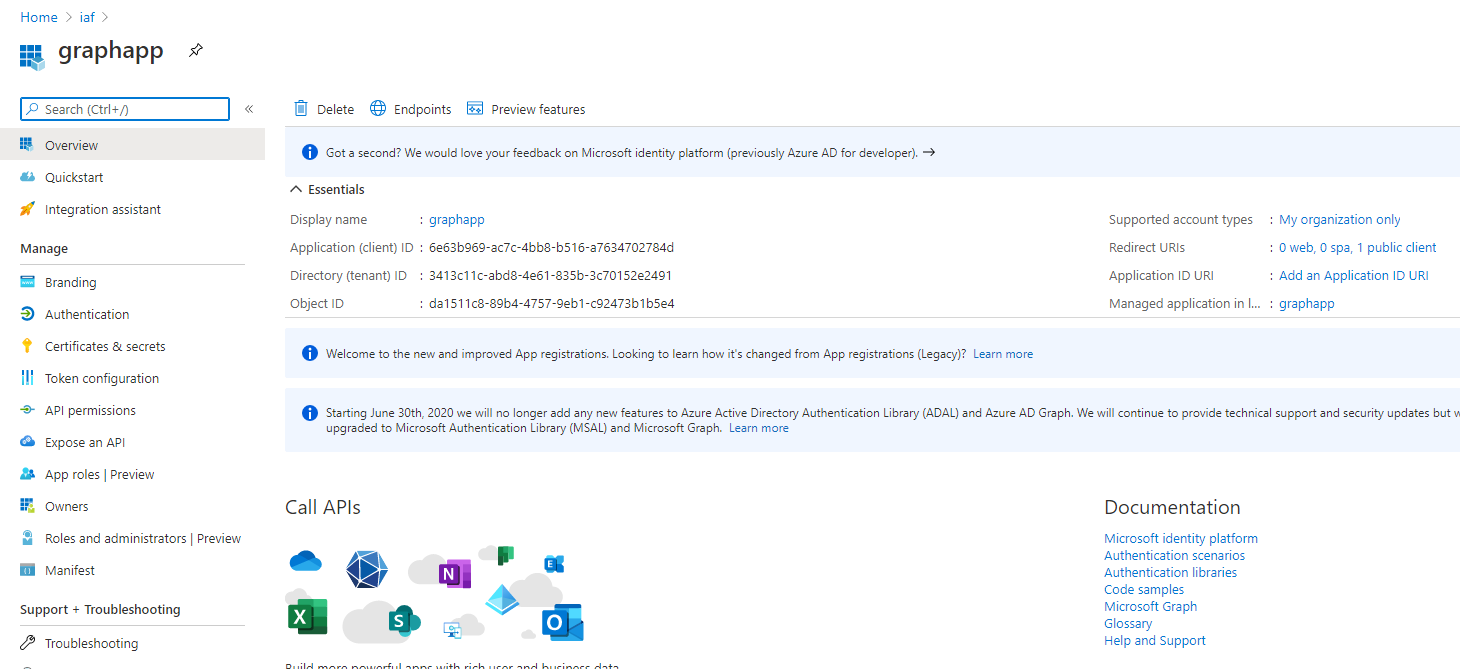 Home > iaf >
graphapp
Search (Ctrl+/)
«
Overview
Quickstart
Integration assistant
Manage
Branding
Authentication
Certificates & secrets
Token configuration
API permissions
Expose an API
App roles | Preview
Owners
Roles and administrators | Preview
Manifest
Support + Troubleshooting
Troubleshooting
Delete Endpoints Preview features
Got a second? We would love your feedback on Microsoft identity platform (previously Azure AD for developer). →
Essentials
Display name : graphapp
Application (client) ID : 6e63b969-ac7c-4bb8-b516-a7634702784d
Directory (tenant) ID : 3413c11c-abd8-4e61-835b-3c70152e2491
Object ID : da1511c8-89b4-4757-9eb1-c92473b1b5e4
Supported account types : My organization only
Redirect URIs : 0 web, 0 spa, 1 public client
Application ID URI : Add an Application ID URI
Managed application in l... : graphapp
Welcome to the new and improved App registrations. Looking to learn how it's changed from App registrations (Legacy)? Learn more
Starting June 30th, 2020 we will no longer add any new features to Azure Active Directory Authentication Library (ADAL) and Azure AD Graph. We will continue to provide technical support and security updates but w
upgraded to Microsoft Authentication Library (MSAL) and Microsoft Graph. Learn more
Call APIs
N
E
X
S
O
Build more powerful apps with rich user and business data
Documentation
Microsoft identity platform
Authentication scenarios
Authentication libraries
Code samples
Microsoft Graph
Glossary
Help and Support